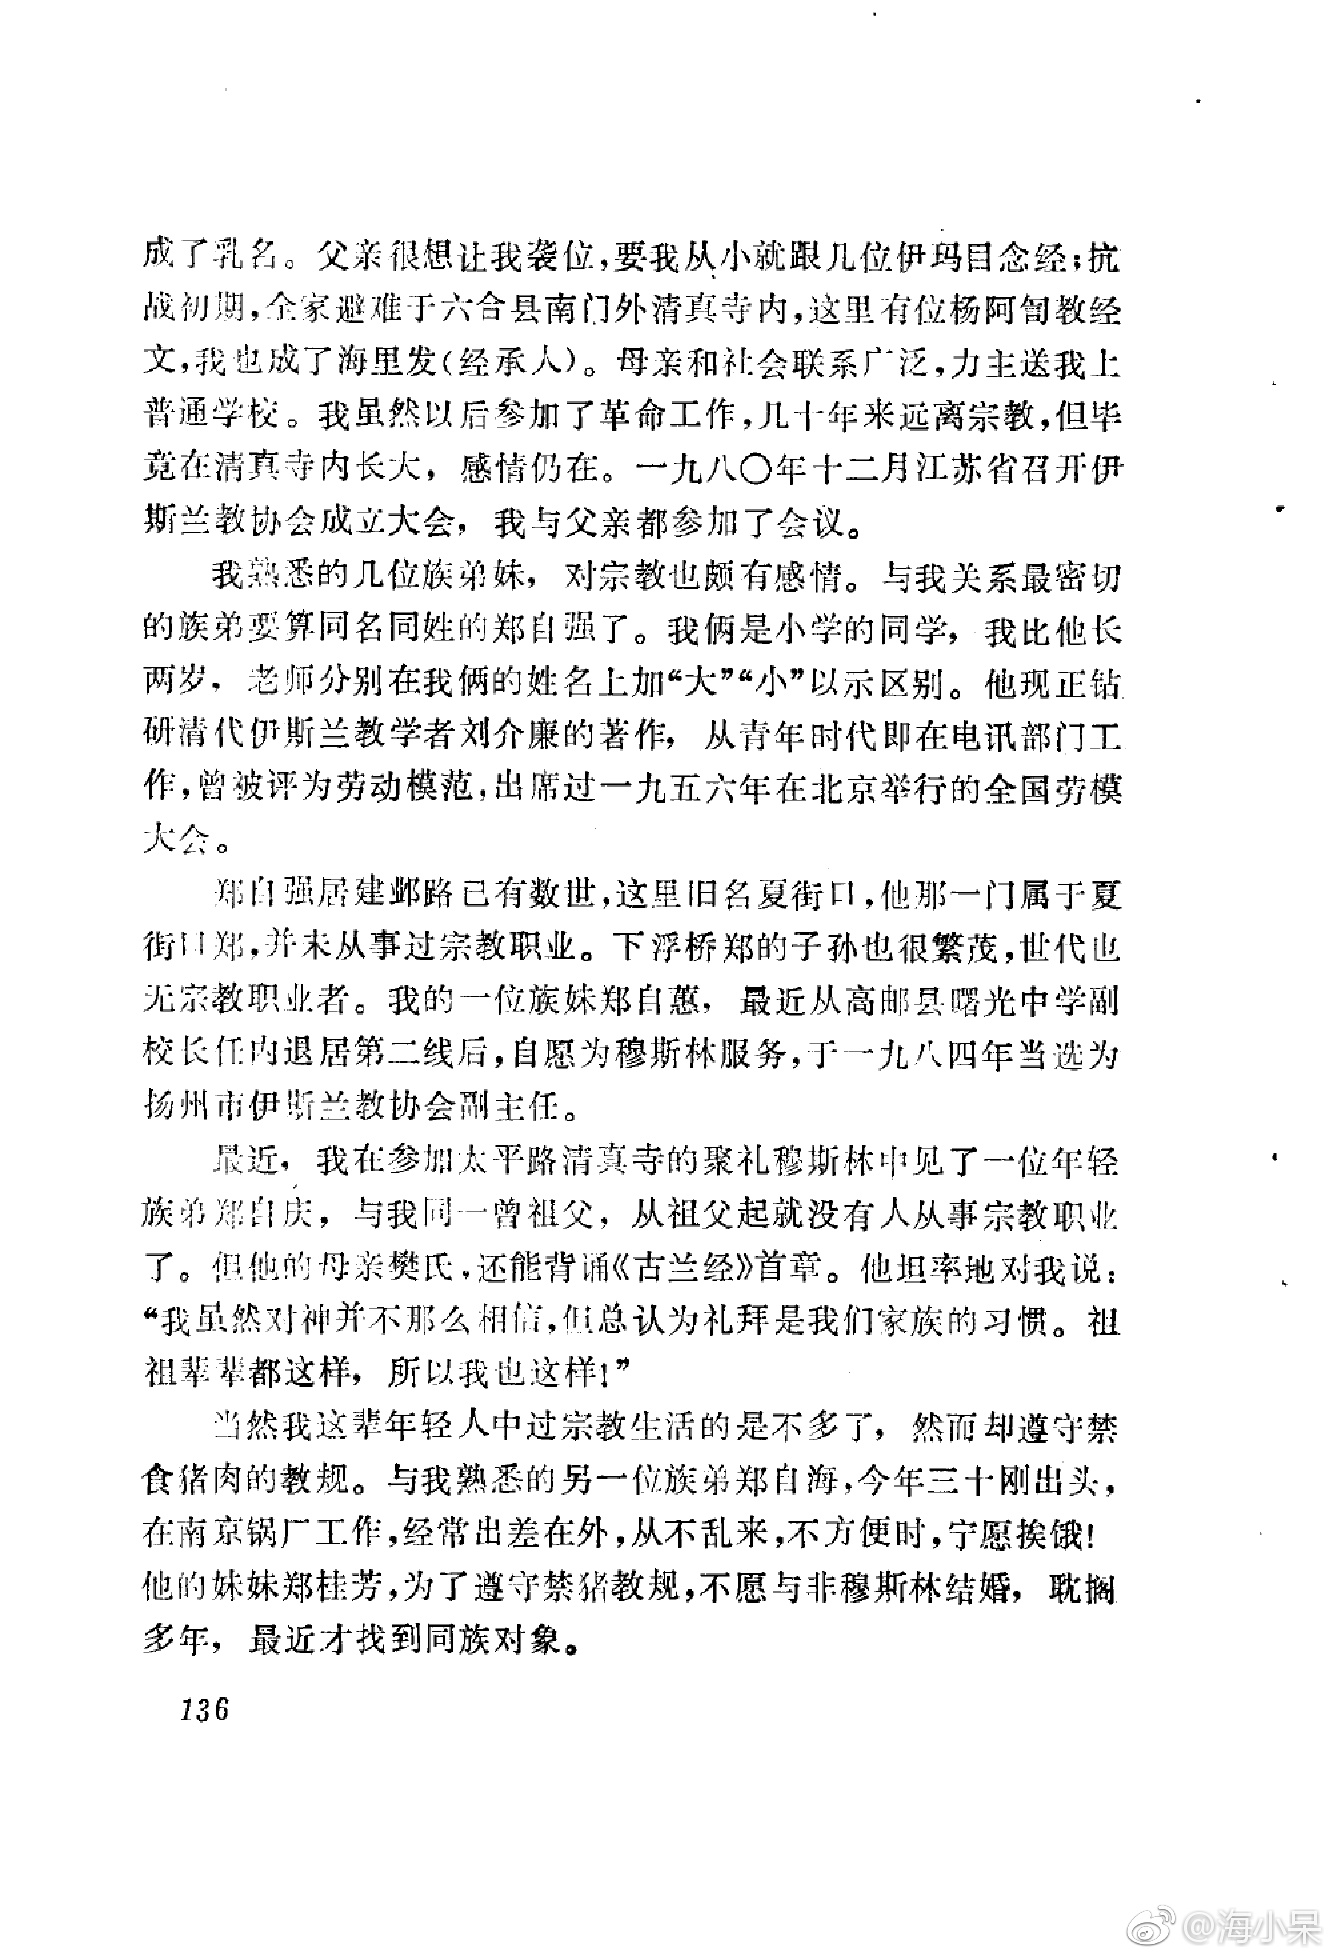 成了乳名。父亲很想让我袭位,要我从小就跟几位伊玛目念经;抗
战初期,全家避难于六合县南门外清真寺内,这里有位杨阿訇教经
文,我也成了海里发(经承人)。母亲和社会联系广泛,力主送我上
普通学校。我虽然以后参加了革命工作,几十年来远离宗教,但毕
竟在清真寺内长大，感情仍在。一九八〇年十二月江苏省召开伊
斯兰教协会成立大会，我与父亲都参加了会议。
我熟悉的几位族弟妹，对宗教也颇有感情。与我关系最密切
的族弟要算同名同姓的郑自强了。我俩是小学的同学，我比他长
两岁，老师分别在我俩的姓名上加“大”“小”以示区别。他现正钻
研清代伊斯兰教学者刘介廉的著作，从青年时代即在电讯部门工
作,曾被评为劳动模范,出席过一九五六年在北京举行的全国劳模
大会。
郑自强居建邺路已有数世,这里旧名夏街口,他那一门属于夏
街口郑,并未从事过宗教职业。下浮桥郑的子孙也很繁茂,世代也
无宗教职业者。我的一位族妹郑自蕙，最近从高邮县曙光中学副
校长任内退居第二线后,自愿为穆斯林服务,于一九八四年当选为
扬州市伊斯兰教协会副主任。
最近，我在参加太平路清真寺的聚礼穆斯林中见了一位年轻
族弟郑自庆，与我同一曾祖父，从祖父起就没有人从事宗教职业
了。但他的母亲樊氏,还能背诵《古兰经》首章。他坦率地对我说：
“我虽然对神并不那么相信,但总认为礼拜是我们家族的习惯。祖
祖辈辈都这样，所以我也这样!”
当然我这辈年轻人中过宗教生活的是不多了，然而却遵守禁
食猪肉的教规。与我熟悉的另一位族弟郑自海,今年三十刚出头,
在南京锅厂工作,经常出差在外,从不乱来,不方便时,宁愿挨饿!
他的妹妹郑桂芳,为了遵守禁猪教规,不愿与非穆斯林结婚，耽搁
多年，最近才找到同族对象。
136
@海小呆